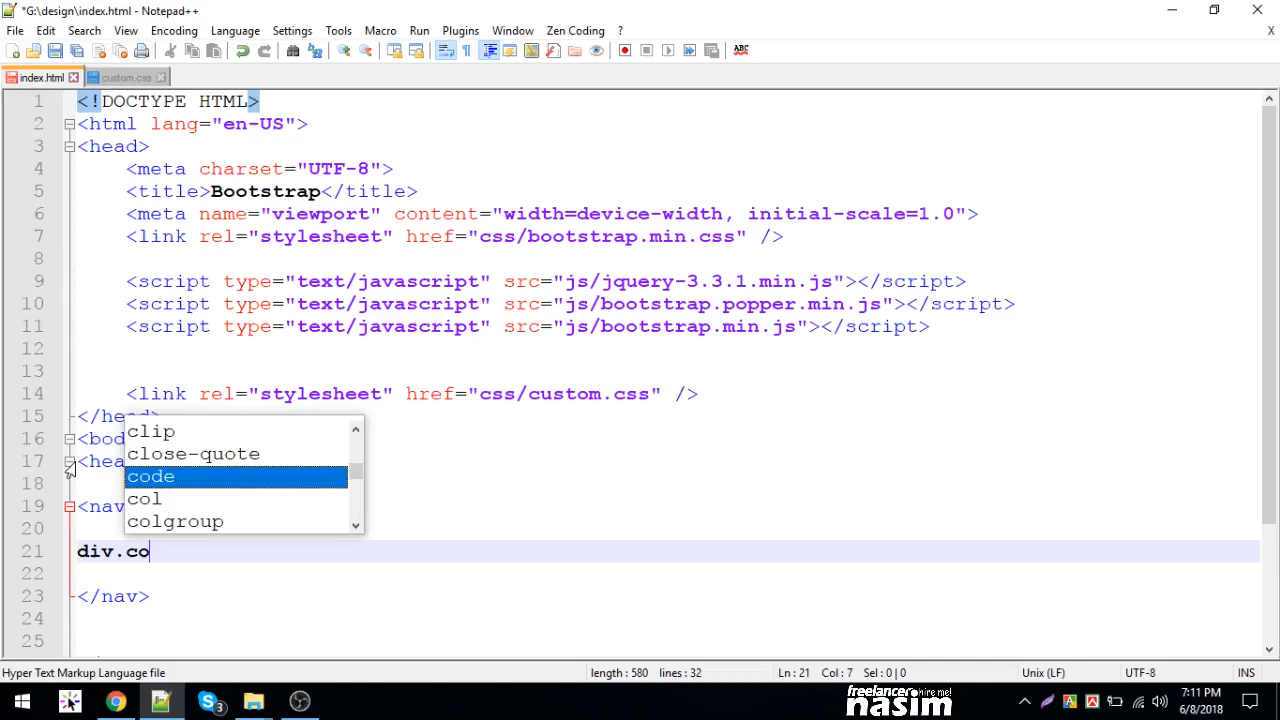 *G:\design\index.html - Notepad++
File Edit Search View Encoding Language Settings Tools Macro Run Plugins Window Zen Coding ? X
ABC
index.html custom.css
1 <!DOCTYPE HTML>
2 <html lang="en-US">
3 <head>
4 <meta charset="UTF-8">
5 <title>Bootstrap</title>
6 <meta name="viewport" content="width=device-width, initial-scale=1.0">
7 <link rel="stylesheet" href="css/bootstrap.min.css" />
8
9 <script type="text/javascript" src="js/jquery-3.3.1.min.js"></script>
10 <script type="text/javascript" src="js/bootstrap.popper.min.js"></script>
11 <script type="text/javascript" src="js/bootstrap.min.js"></script>
12
13
14 <link rel="stylesheet" href="css/custom.css" />
15 </head>
clip
16 <bod
close-quote
17 <hea
code
18
col
19 <nav
colgroup
20
21 div.co
22
23 </nav>
24
25
Hyper Text Markup Language file length : 580 lines : 32 Ln : 21 Col : 7 Sel : 0 | 0 Unix (LF) UTF-8 INS
3
freelancer hire me!
nasim
7:11 PM
6/8/2018